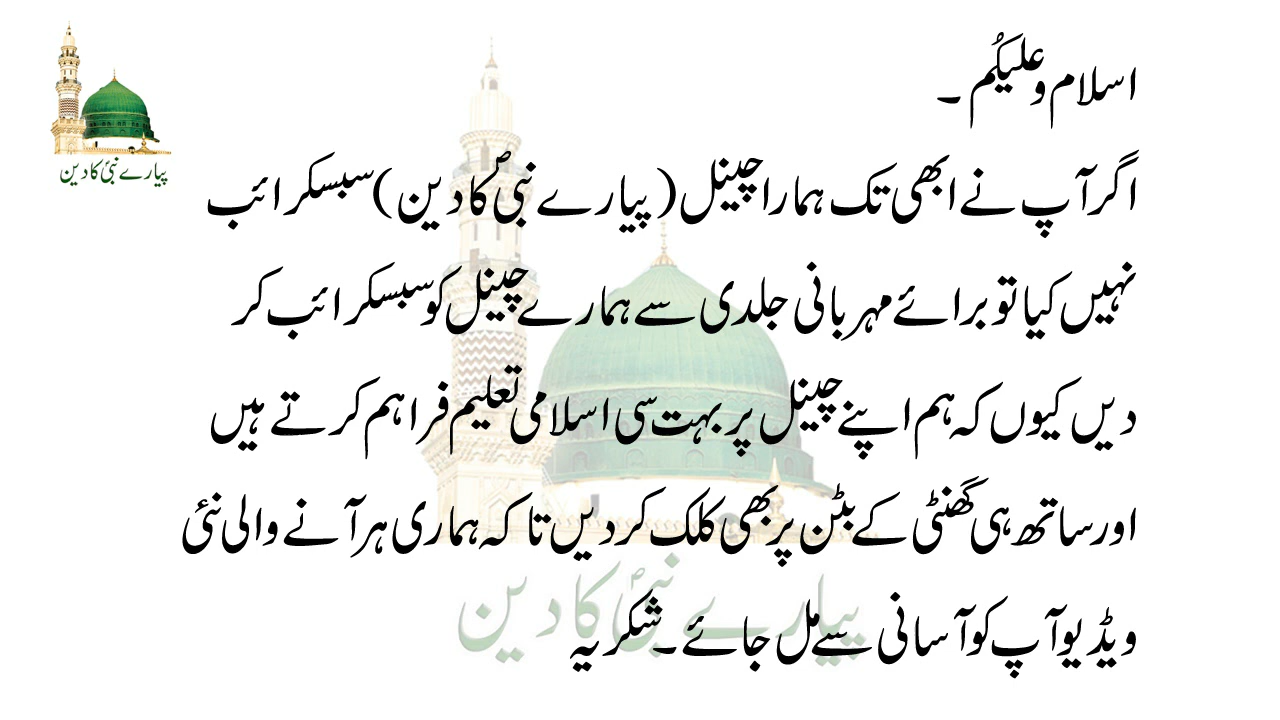 اسلام و علیکُم ۔
اگر آپ نے ابھی تک ہمارا چینل (پیارے نبیؐ کا دین) سبسکرائب
نہیں کیا تو برائے مہربانی جلدی سے ہمارے چینل کو سبسکرائب کر
دیں کیوں کہ ہم اپنے چینل پر بہت سی اسلامی تعلیم فراہم کرتے ہیں
اور ساتھ ہی گھنٹی کے بٹن پر بھی کلک کر دیں تا کہ ہماری ہر آنے والی نئی
ویڈیو آپ کو آسانی سے مل جائے ۔ شکریہ
پیارے نبیؐ کا دین
پیارے نبیؐ کا دین